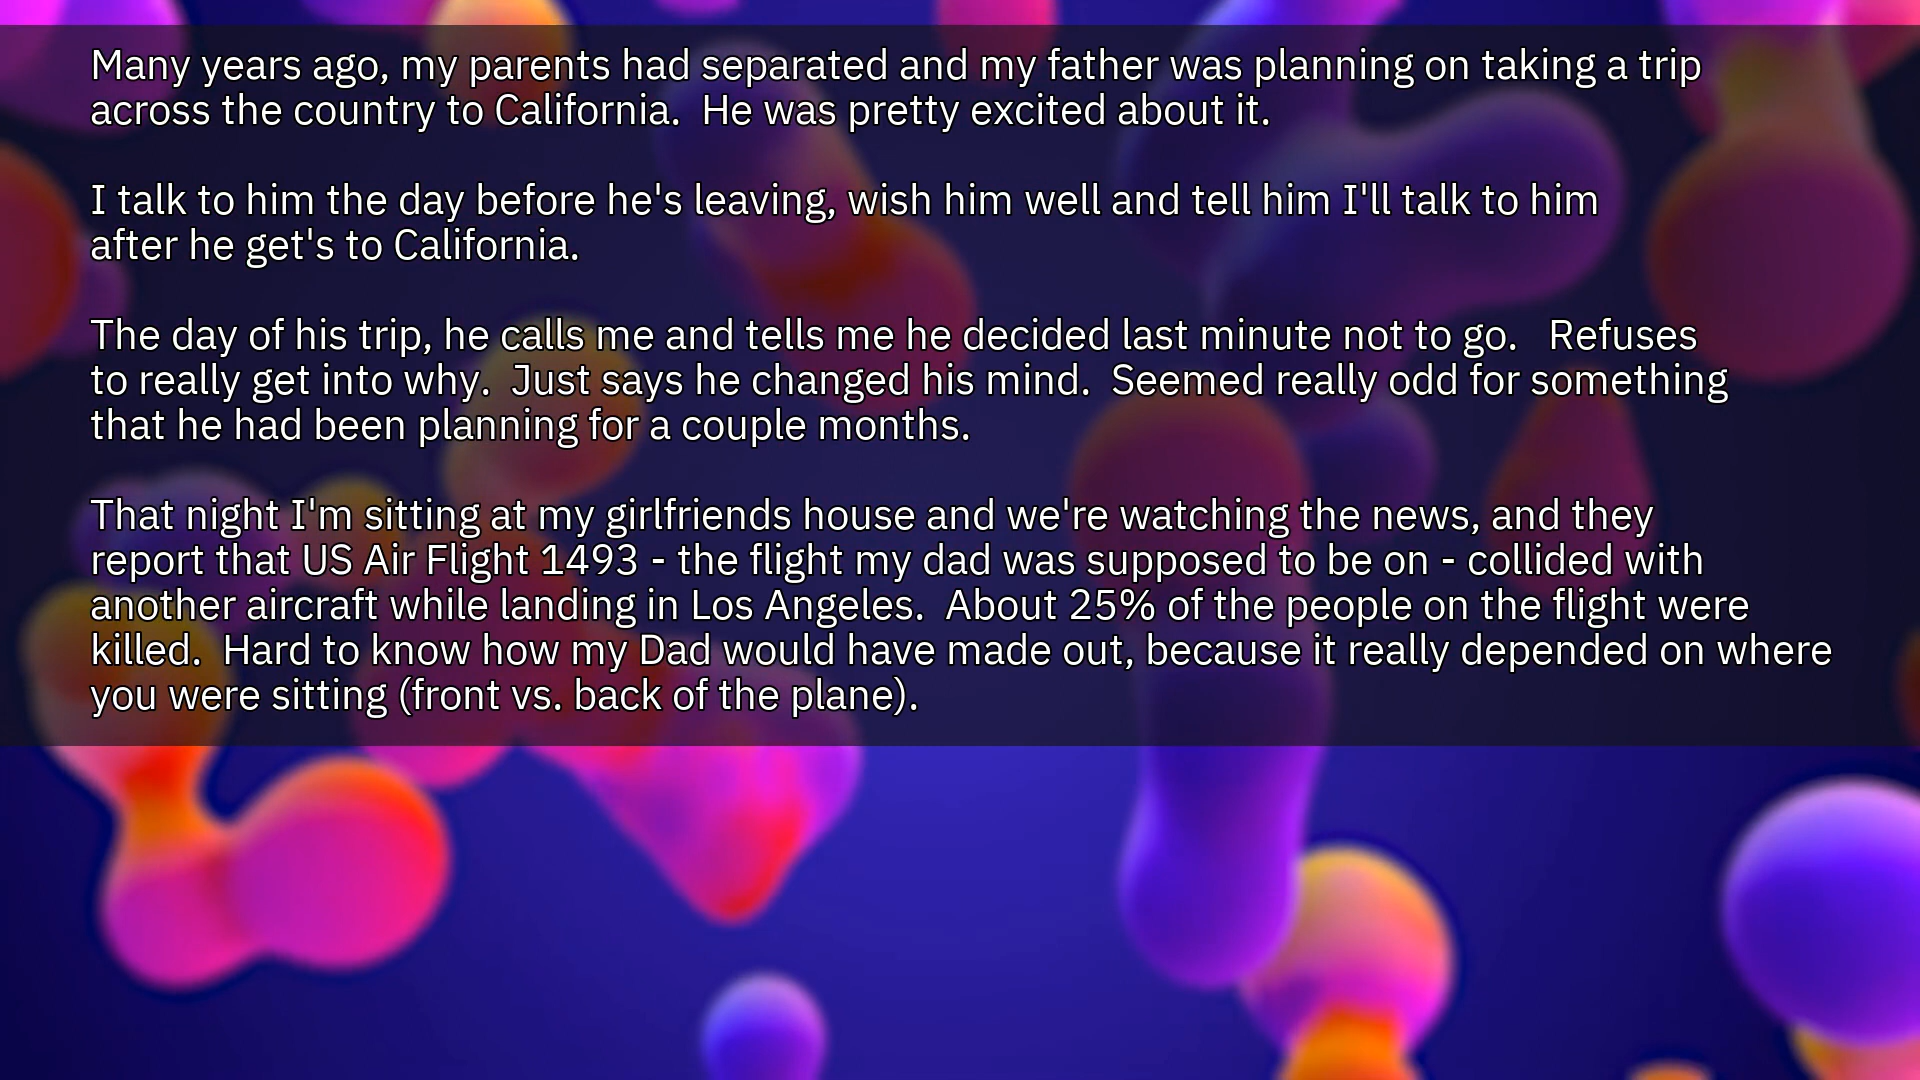 Many years ago, my parents had separated and my father was planning on taking a trip
across the country to California.  He was pretty excited about it.
I talk to him the day before he's leaving, wish him well and tell him I'll talk to him
after he get's to California.
The day of his trip, he calls me and tells me he decided last minute not to go.   Refuses
to really get into why.  Just says he changed his mind.  Seemed really odd for something
that he had been planning for a couple months.
That night I'm sitting at my girlfriends house and we're watching the news, and they
report that US Air Flight 1493 - the flight my dad was supposed to be on - collided with
another aircraft while landing in Los Angeles.  About 25% of the people on the flight were
killed.  Hard to know how my Dad would have made out, because it really depended on where
you were sitting (front vs. back of the plane).